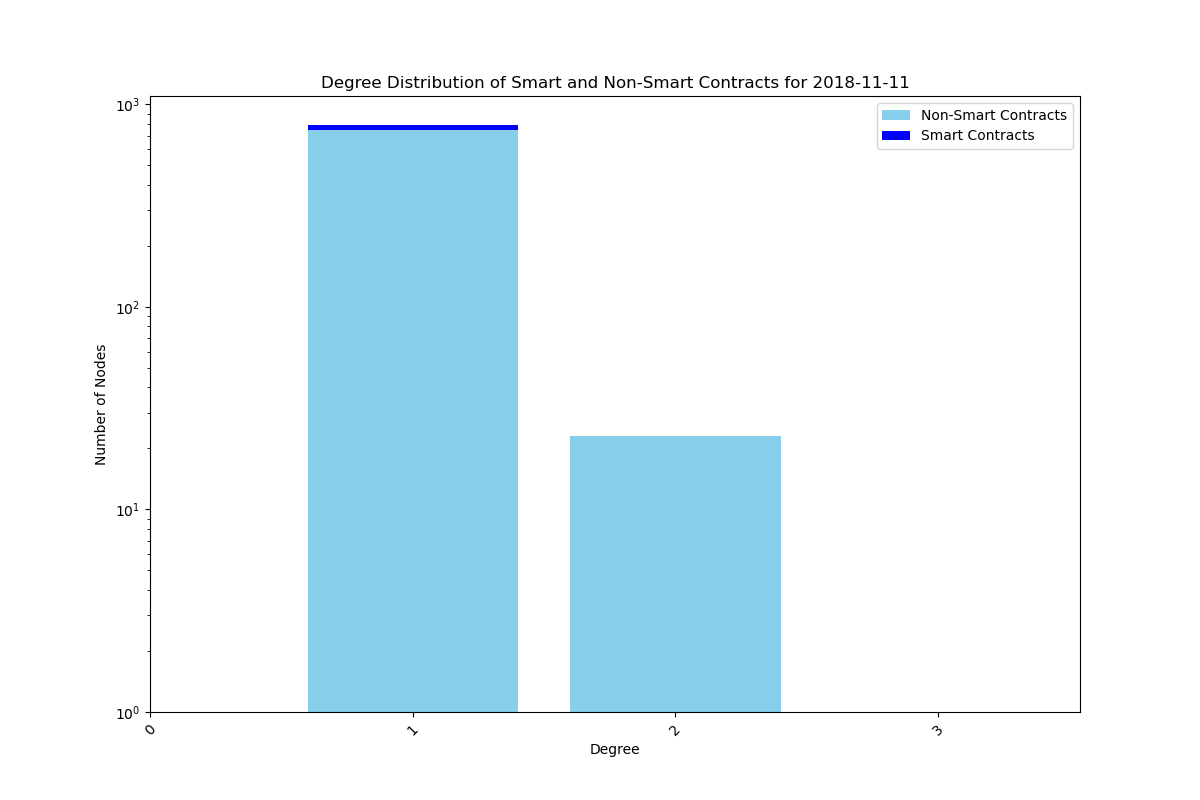 Degree Distribution of Smart and Non-Smart Contracts for 2018-11-11
Non-Smart Contracts
Smart Contracts
Number of Nodes
10³
10²
10¹
10⁰
0
1
2
3
Degree